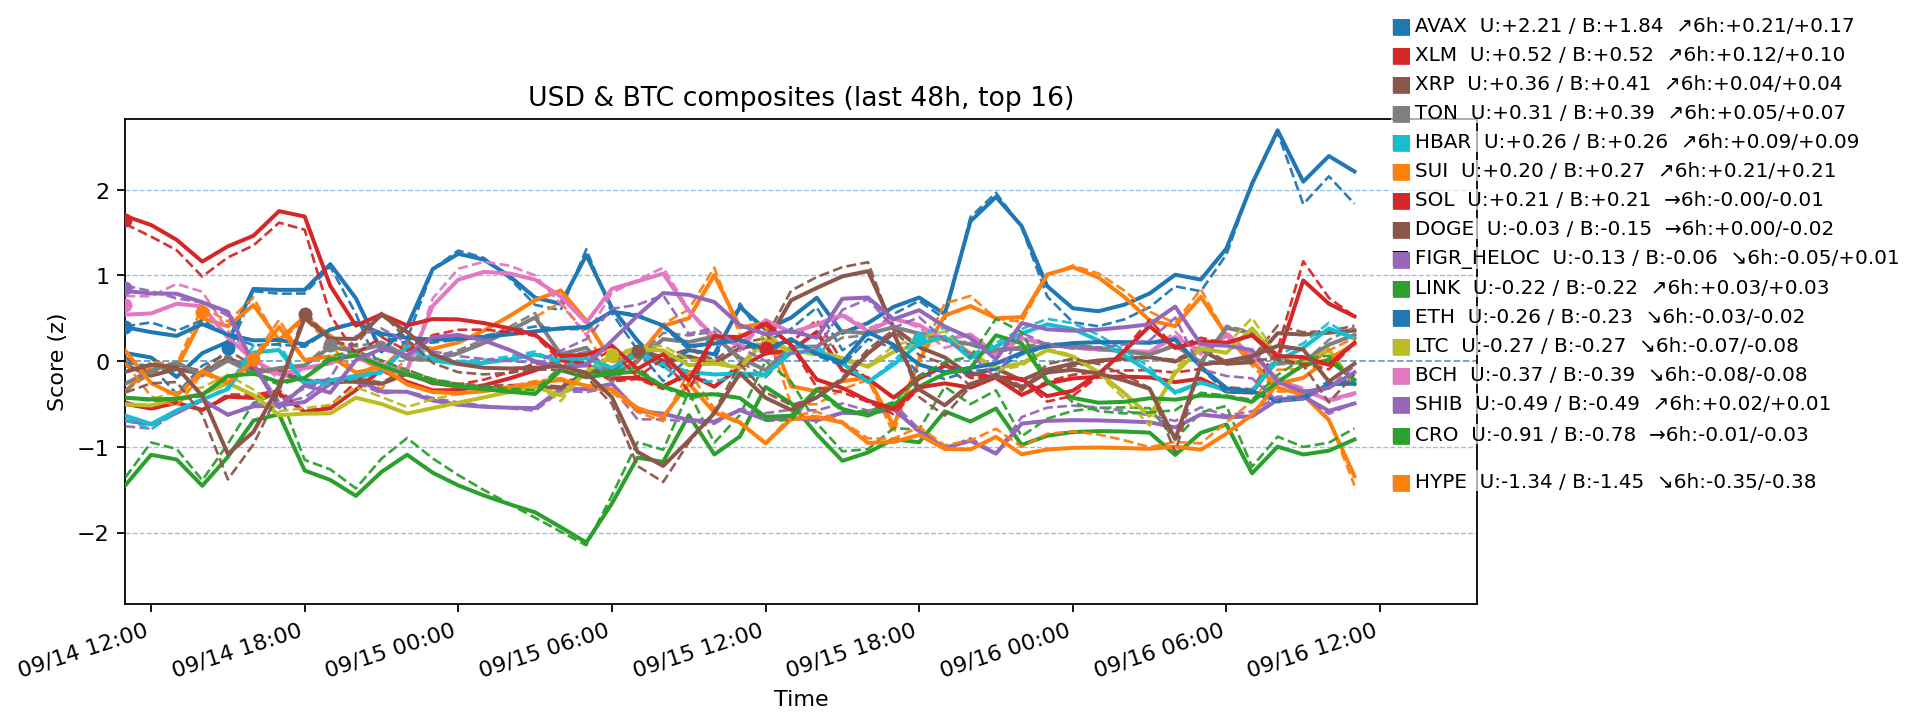 AVAX  U:+2.21 / B:+1.84  ↗6h:+0.21/+0.17
XLM  U:+0.52 / B:+0.52  ↗6h:+0.12/+0.10
XRP  U:+0.36 / B:+0.41  ↗6h:+0.04/+0.04
USD & BTC composites (last 48h, top 16)
TON  U:+0.31 / B:+0.39  ↗6h:+0.05/+0.07
HBAR  U:+0.26 / B:+0.26  ↗6h:+0.09/+0.09
SUI  U:+0.20 / B:+0.27  ↗6h:+0.21/+0.21
SOL  U:+0.21 / B:+0.21  →6h:-0.00/-0.01
DOGE  U:-0.03 / B:-0.15  →6h:+0.00/-0.02
FIGR_HELOC  U:-0.13 / B:-0.06  ↘6h:-0.05/+0.01
LINK  U:-0.22 / B:-0.22  ↗6h:+0.03/+0.03
ETH  U:-0.26 / B:-0.23  ↘6h:-0.03/-0.02
LTC  U:-0.27 / B:-0.27  ↘6h:-0.07/-0.08
BCH  U:-0.37 / B:-0.39  ↘6h:-0.08/-0.08
SHIB  U:-0.49 / B:-0.49  ↗6h:+0.02/+0.01
CRO  U:-0.91 / B:-0.78  →6h:-0.01/-0.03
HYPE  U:-1.34 / B:-1.45  ↘6h:-0.35/-0.38
Score (z)
2
1
0
−1
−2
09/14 12:00
09/14 18:00
09/15 00:00
09/15 06:00
09/15 12:00
09/15 18:00
09/16 00:00
09/16 06:00
09/16 12:00
Time